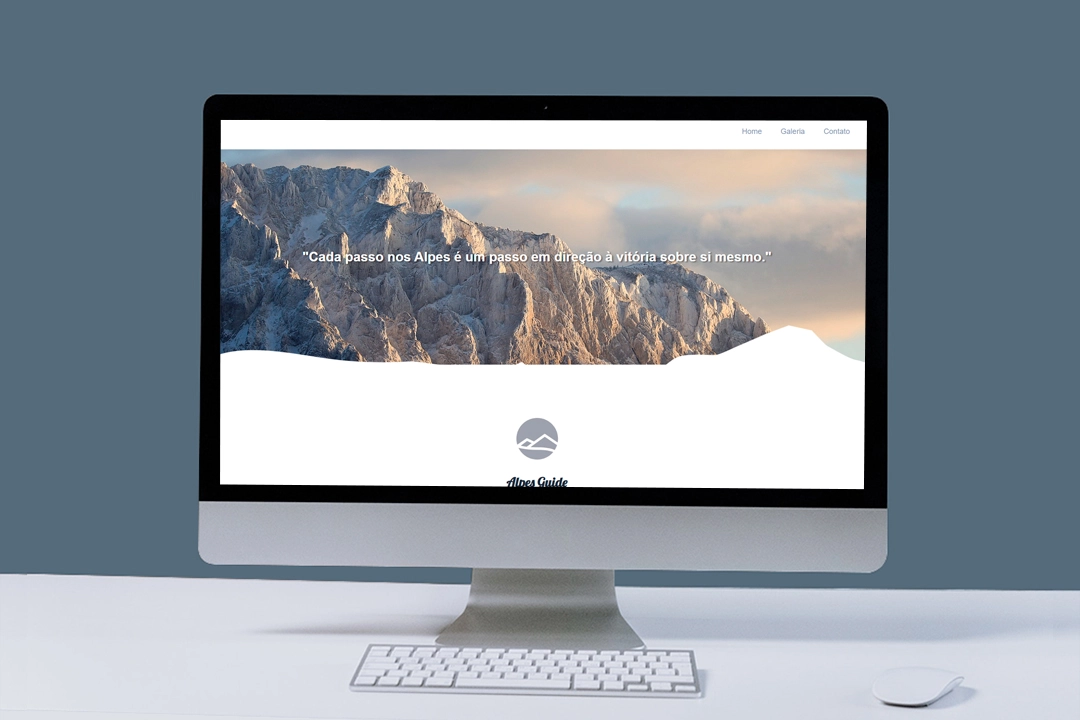 Home Galeria Contato
"Cada passo nos Alpes é um passo em direção à vitória sobre si mesmo."
Alpes Guide